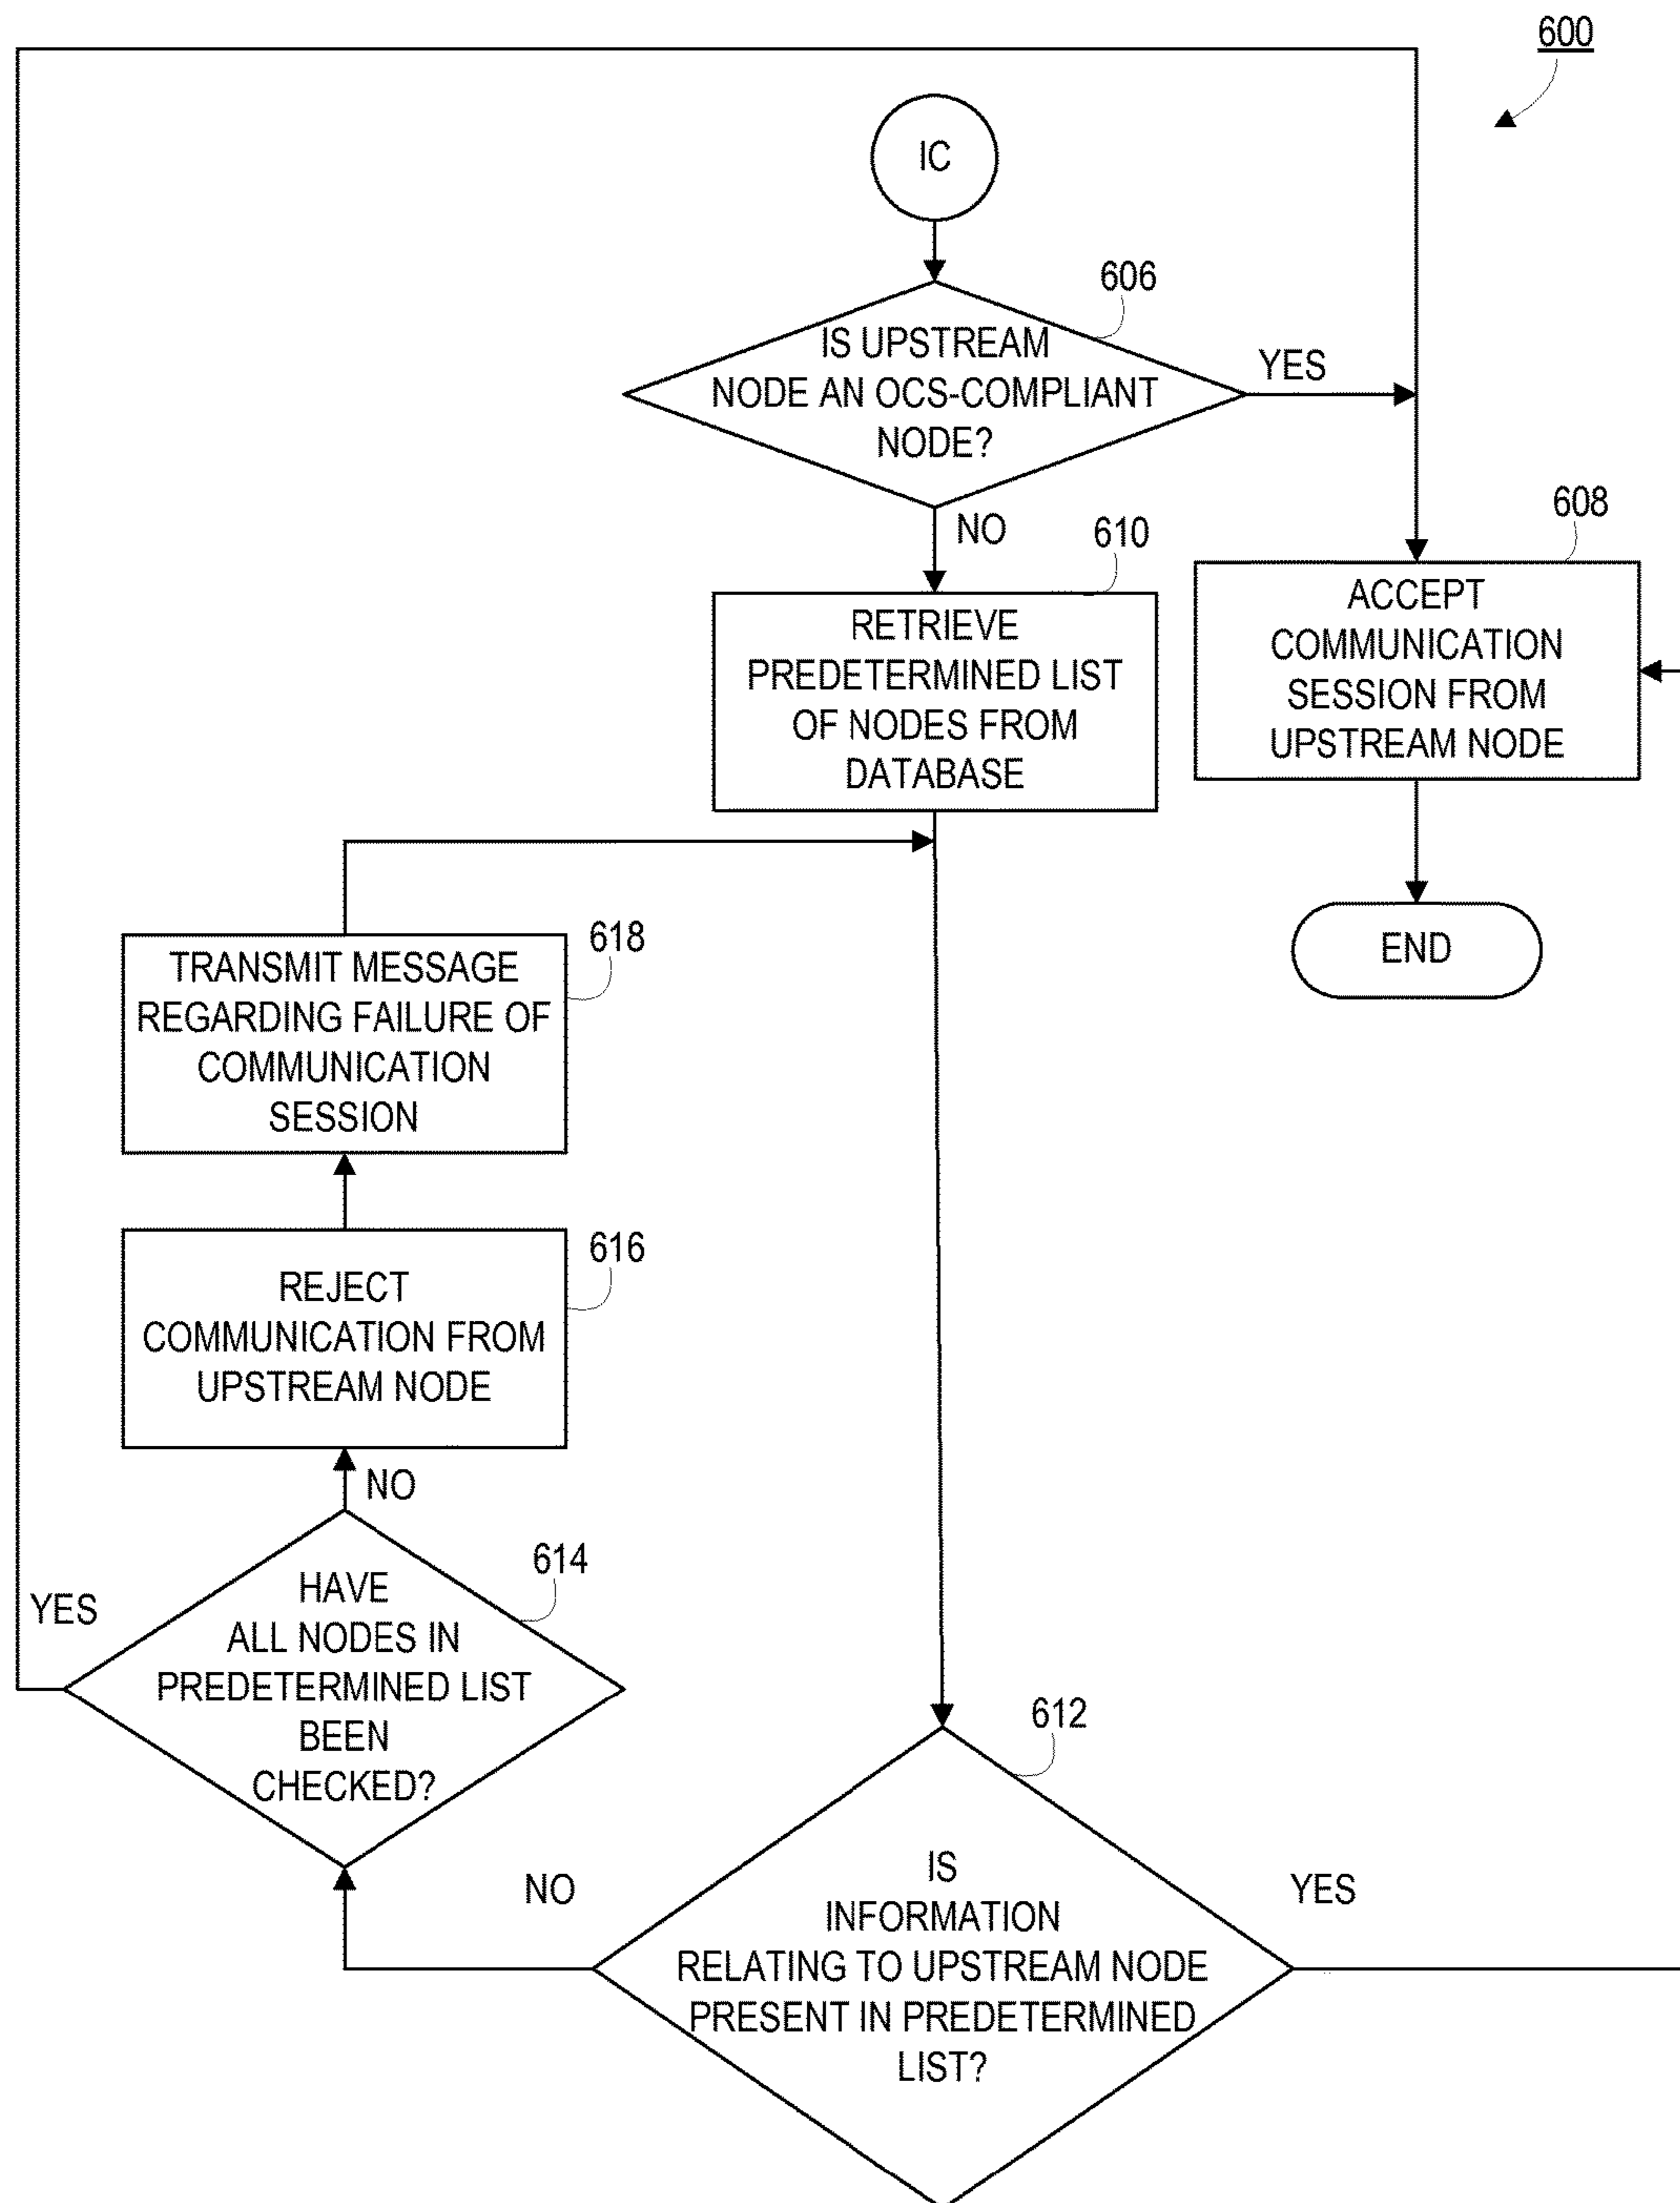 600
IC
606
IS UPSTREAM
NODE AN OCS-COMPLIANT
NODE?
YES
NO
608
ACCEPT
COMMUNICATION
SESSION FROM
UPSTREAM NODE
610
RETRIEVE
PREDETERMINED LIST
OF NODES FROM
DATABASE
END
618
TRANSMIT MESSAGE
REGARDING FAILURE OF
COMMUNICATION
SESSION
616
REJECT
COMMUNICATION FROM
UPSTREAM NODE
NO
614
HAVE
ALL NODES IN
PREDETERMINED LIST
BEEN
CHECKED?
YES
612
IS
INFORMATION
RELATING TO UPSTREAM NODE
PRESENT IN PREDETERMINED
LIST?
NO
YES